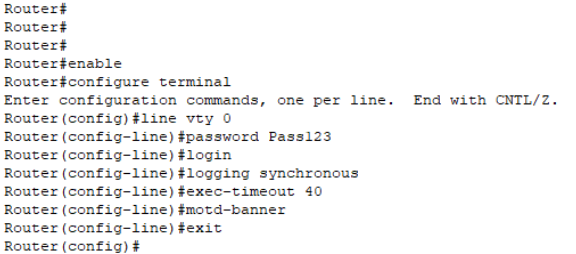 Router#
Router#
Router#
Router#enable
Router#configure terminal
Enter configuration commands, one per line.  End with CNTL/Z.
Router(config)#line vty 0
Router(config-line)#password Pass123
Router(config-line)#login
Router(config-line)#logging synchronous
Router(config-line)#exec-timeout 40
Router(config-line)#motd-banner
Router(config-line)#exit
Router(config)#